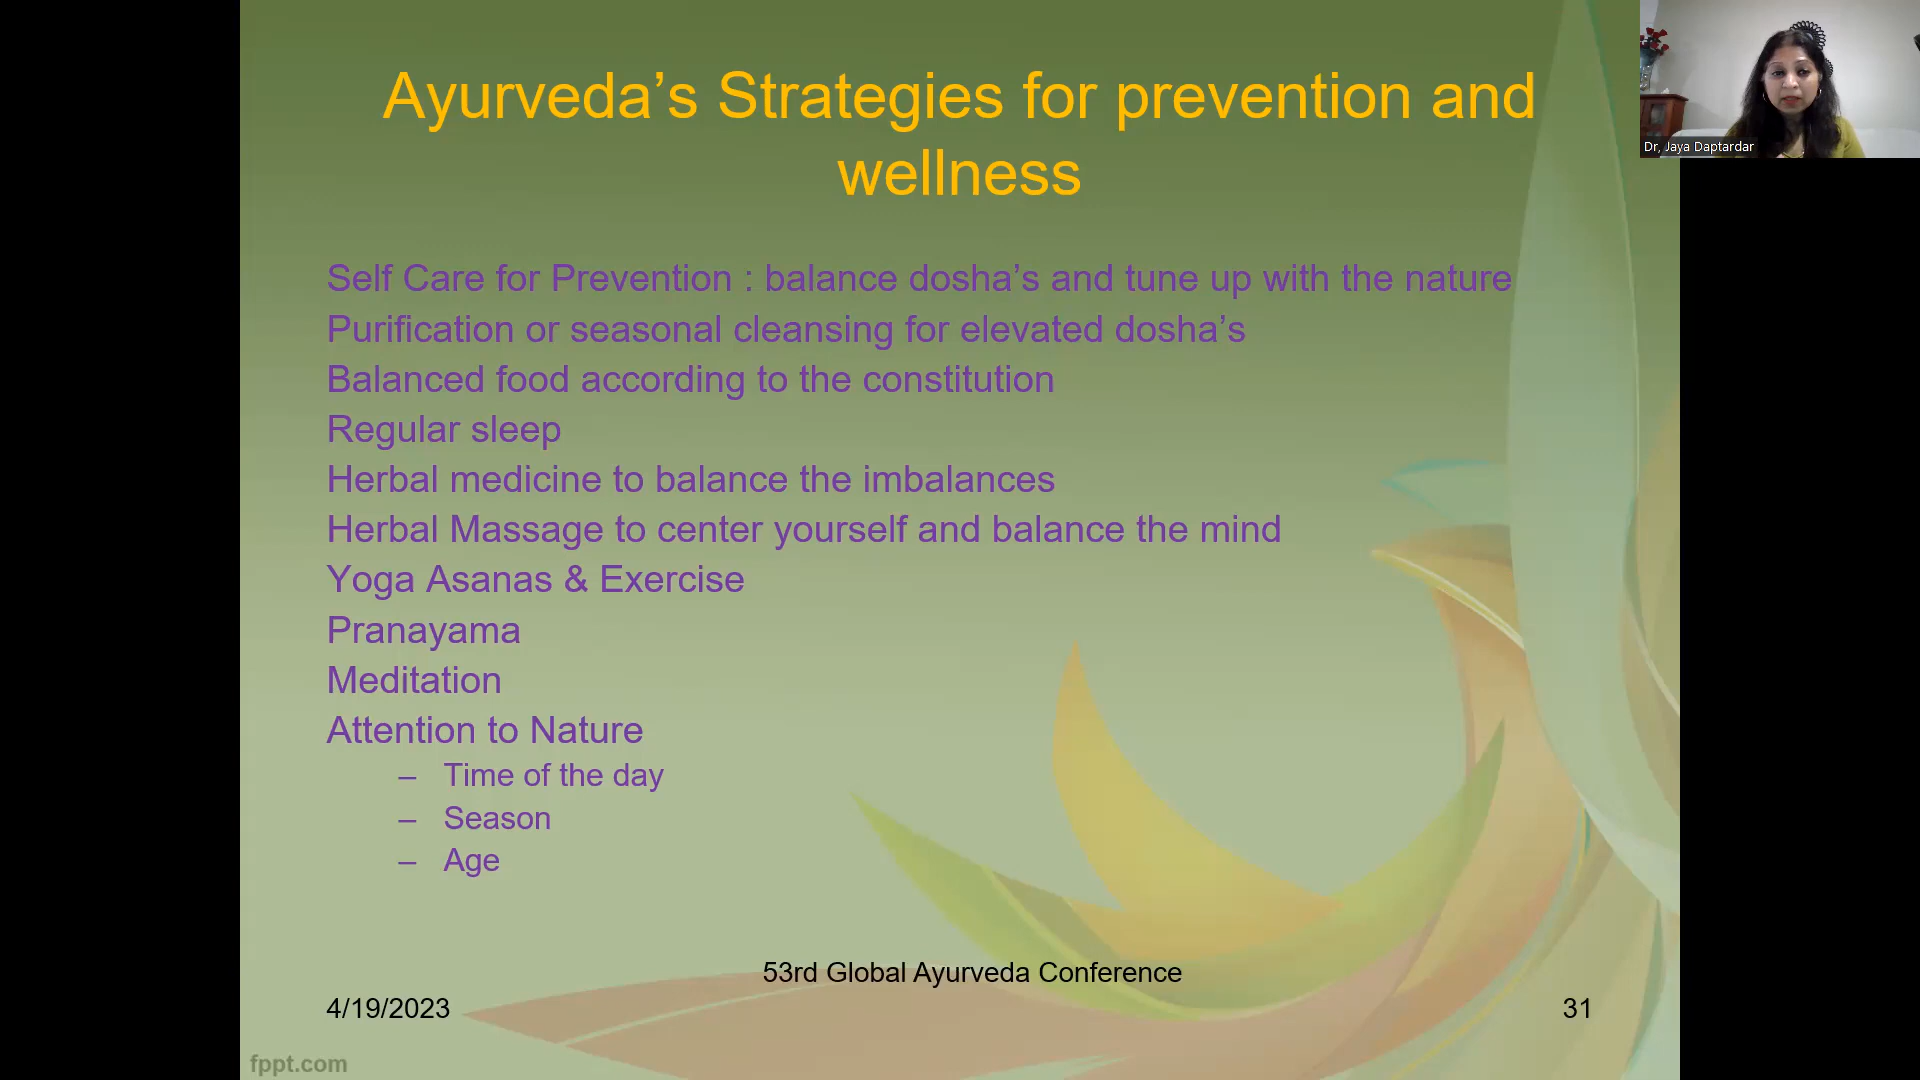 Ayurveda’s Strategies for prevention and
wellness
Dr, Jaya Daptardar
Self Care for Prevention : balance dosha’s and tune up with the nature
Purification or seasonal cleansing for elevated dosha’s
Balanced food according to the constitution
Regular sleep
Herbal medicine to balance the imbalances
Herbal Massage to center yourself and balance the mind
Yoga Asanas & Exercise
Pranayama
Meditation
Attention to Nature
– Time of the day
– Season
– Age
53rd Global Ayurveda Conference
4/19/2023
31
fppt.com